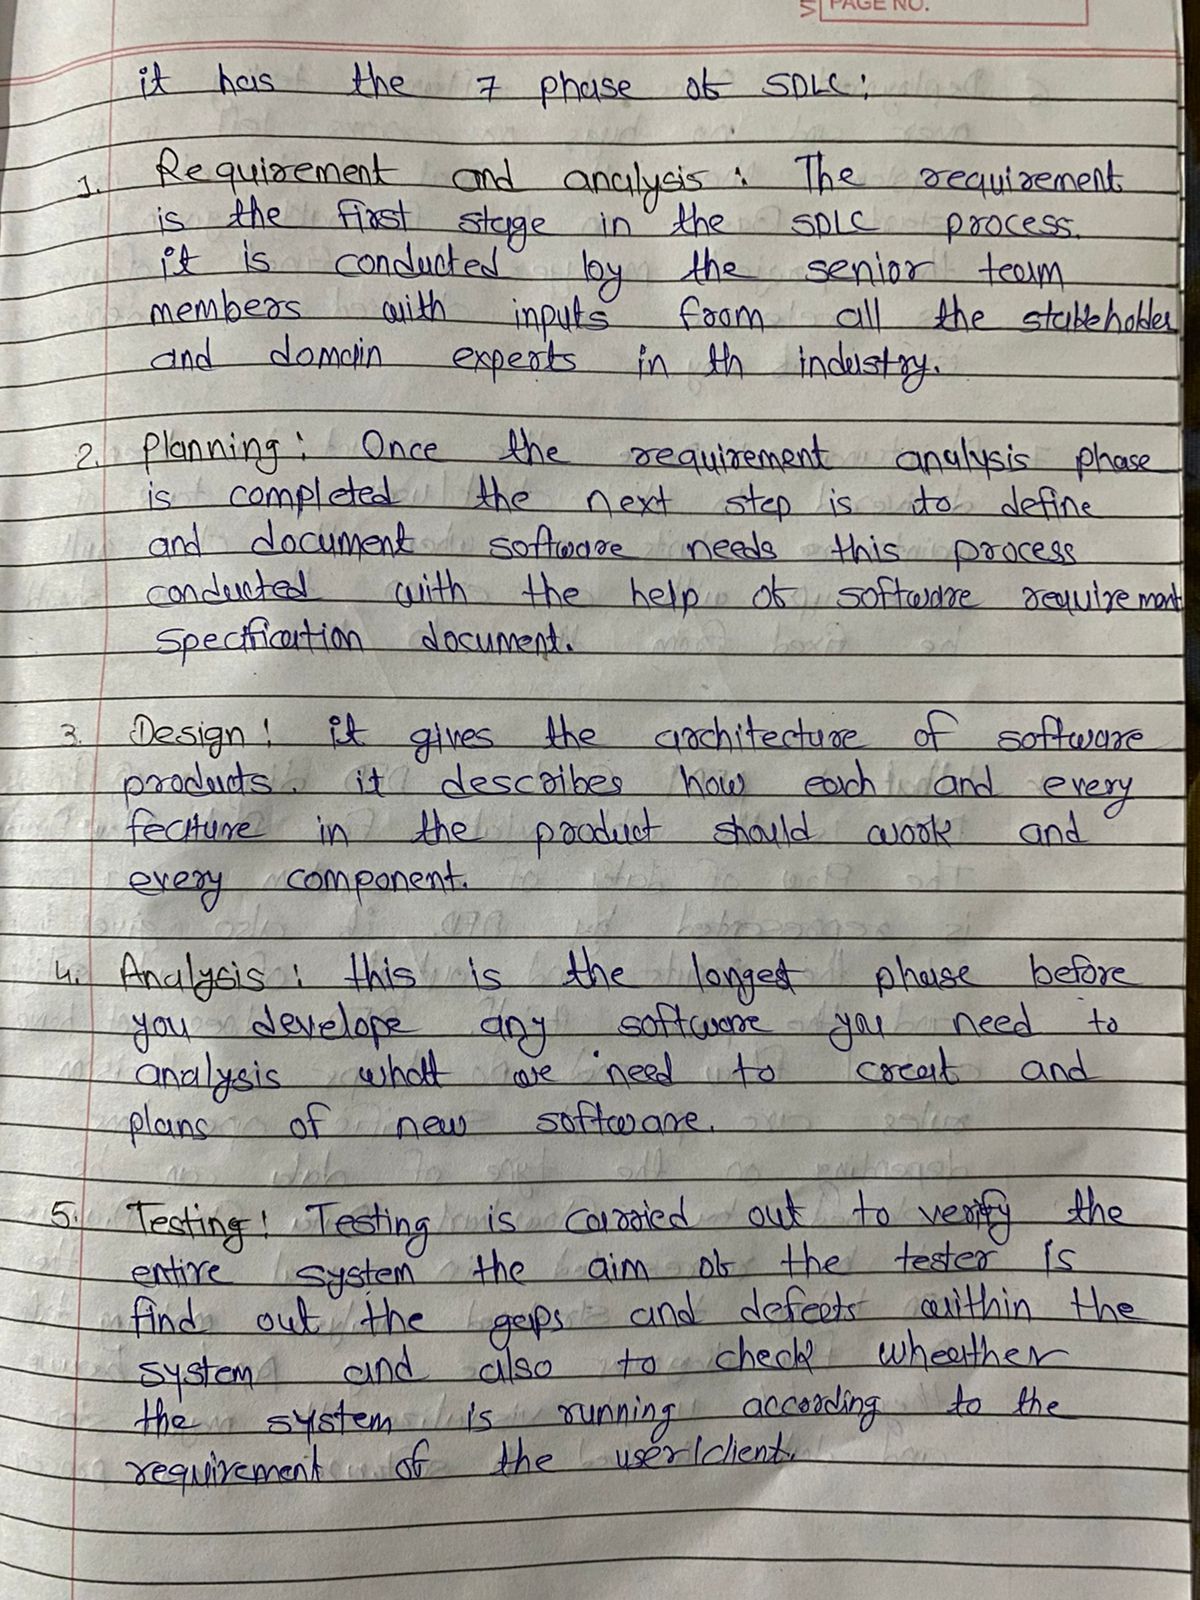 PAGE NO.
it has the 7 phase of SDLC:
1. Requirement and analysis : The requirement
is the first stage in the SDLC process.
it is conducted by the senior team
members with inputs from all the stakeholder
and domain experts in th industry.
2. Planning : Once the requirement analysis phase
is completed the next step is to define
and document software needs this process
conducted with the help of software requirement
specification document.
3. Design : it gives the architecture of software
products. it describes how each and every
feature in the product should work and
every component.
4. Analysis : this is the longest phase before
you develope any software you need to
analysis what we need to creat and
plans of new software.
5. Testing : Testing is carried out to verify the
entire system the aim of the tester is
find out the gaps and defects within the
system and also to check wheather
the system is running according to the
requirement of the user/client.